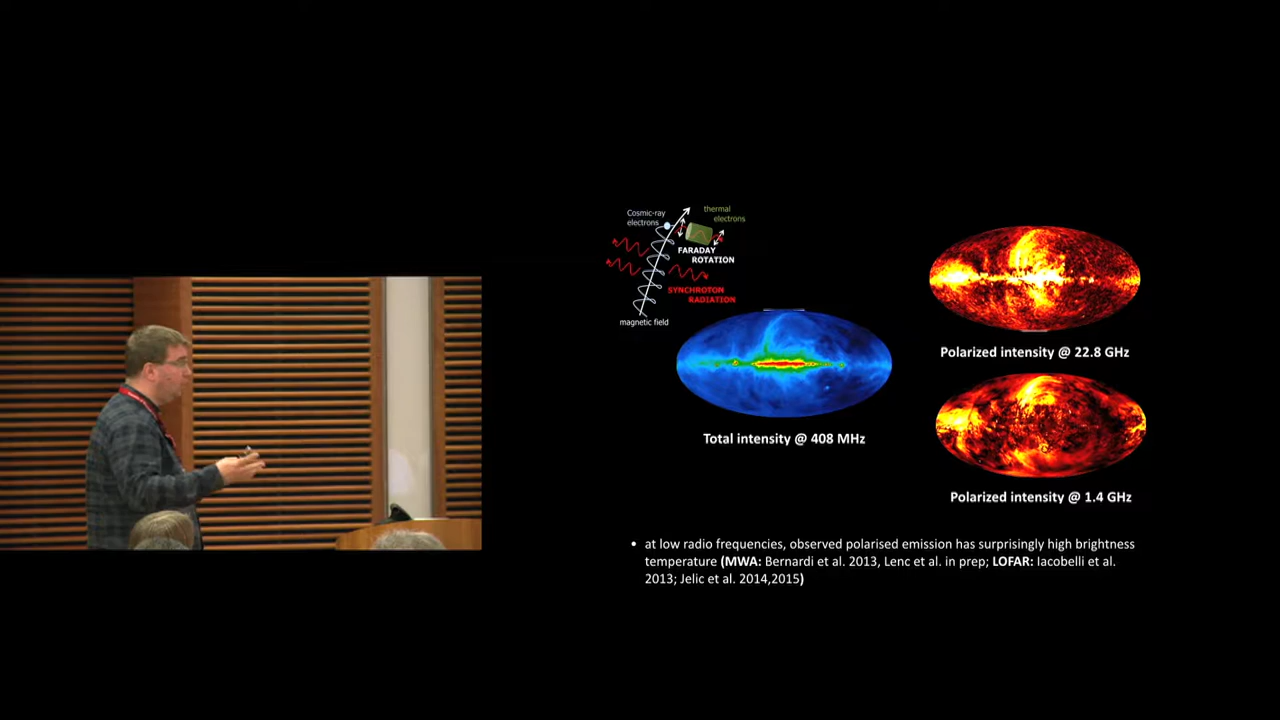 Cosmic-ray
electrons
thermal
electrons
FARADAY
ROTATION
SYNCHROTON
RADIATION
magnetic field
Total intensity @ 408 MHz
Polarized intensity @ 22.8 GHz
Polarized intensity @ 1.4 GHz
• at low radio frequencies, observed polarised emission has surprisingly high brightness
temperature (MWA: Bernardi et al. 2013, Lenc et al. in prep; LOFAR: Iacobelli et al.
2013; Jelic et al. 2014,2015)